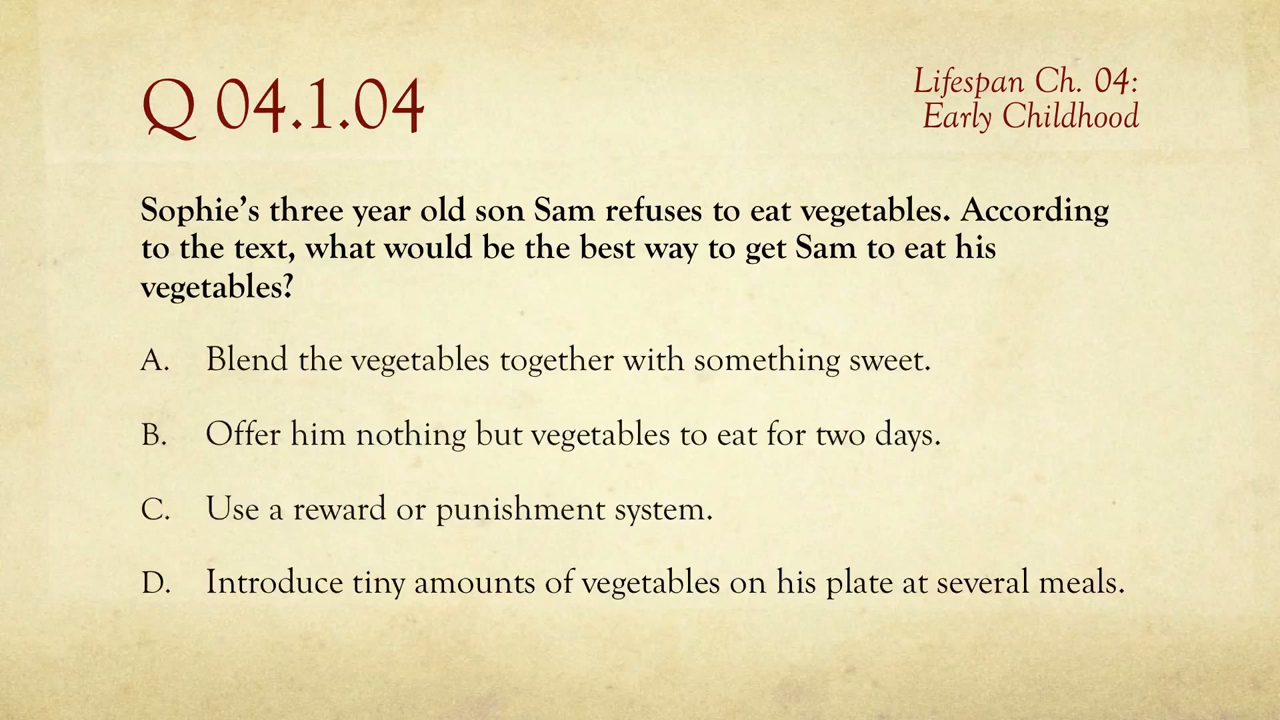 Q 04.1.04
Lifespan Ch. 04:
Early Childhood
Sophie’s three year old son Sam refuses to eat vegetables. According
to the text, what would be the best way to get Sam to eat his
vegetables?
A. Blend the vegetables together with something sweet.
B. Offer him nothing but vegetables to eat for two days.
C. Use a reward or punishment system.
D. Introduce tiny amounts of vegetables on his plate at several meals.